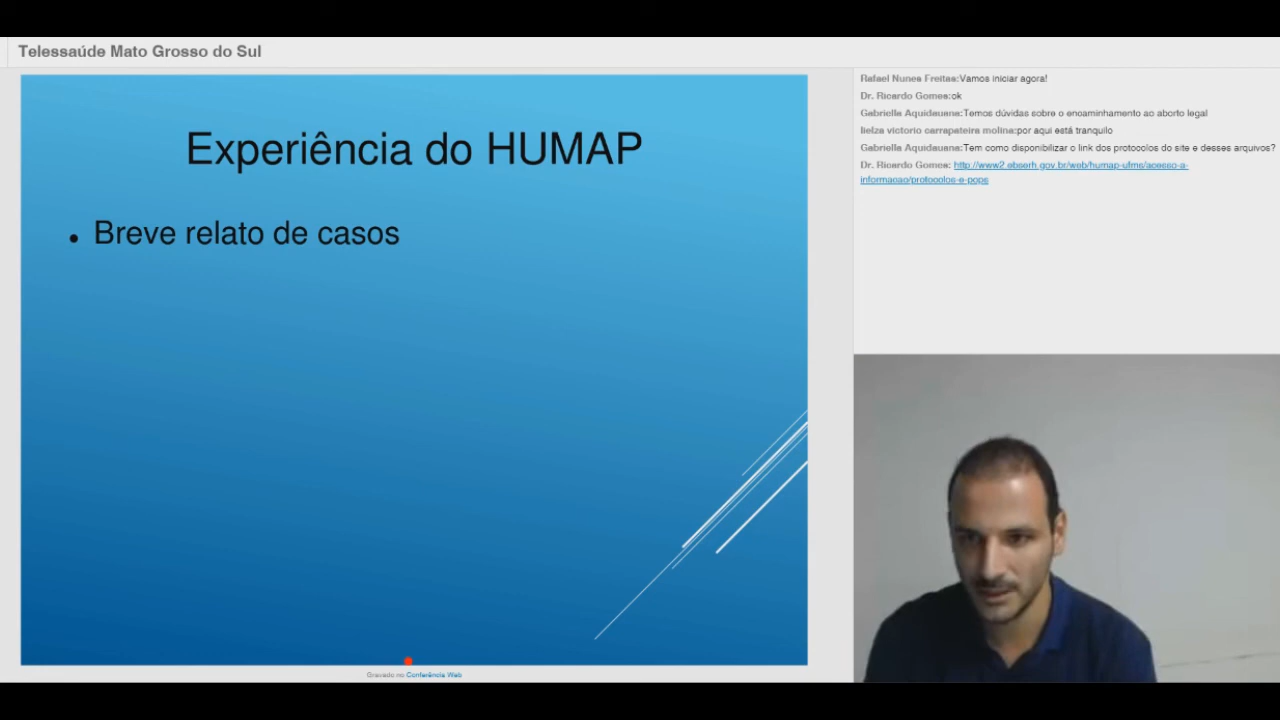 Telessaúde Mato Grosso do Sul
Experiência do HUMAP
• Breve relato de casos
Rafael Nunes Freitas:Vamos iniciar agora!
Dr. Ricardo Gomes:ok
Gabriella Aquidauana:Temos dúvidas sobre o encaminhamento ao aborto legal
lielza victorio carrapateira molina:por aqui está tranquilo
Gabriella Aquidauana:Tem como disponibilizar o link dos protocolos do site e desses arquivos?
Dr. Ricardo Gomes: http://www2.ebserh.gov.br/web/humap-ufms/acesso-a-
informacao/protocolos-e-pops
Gravado no Conferência Web